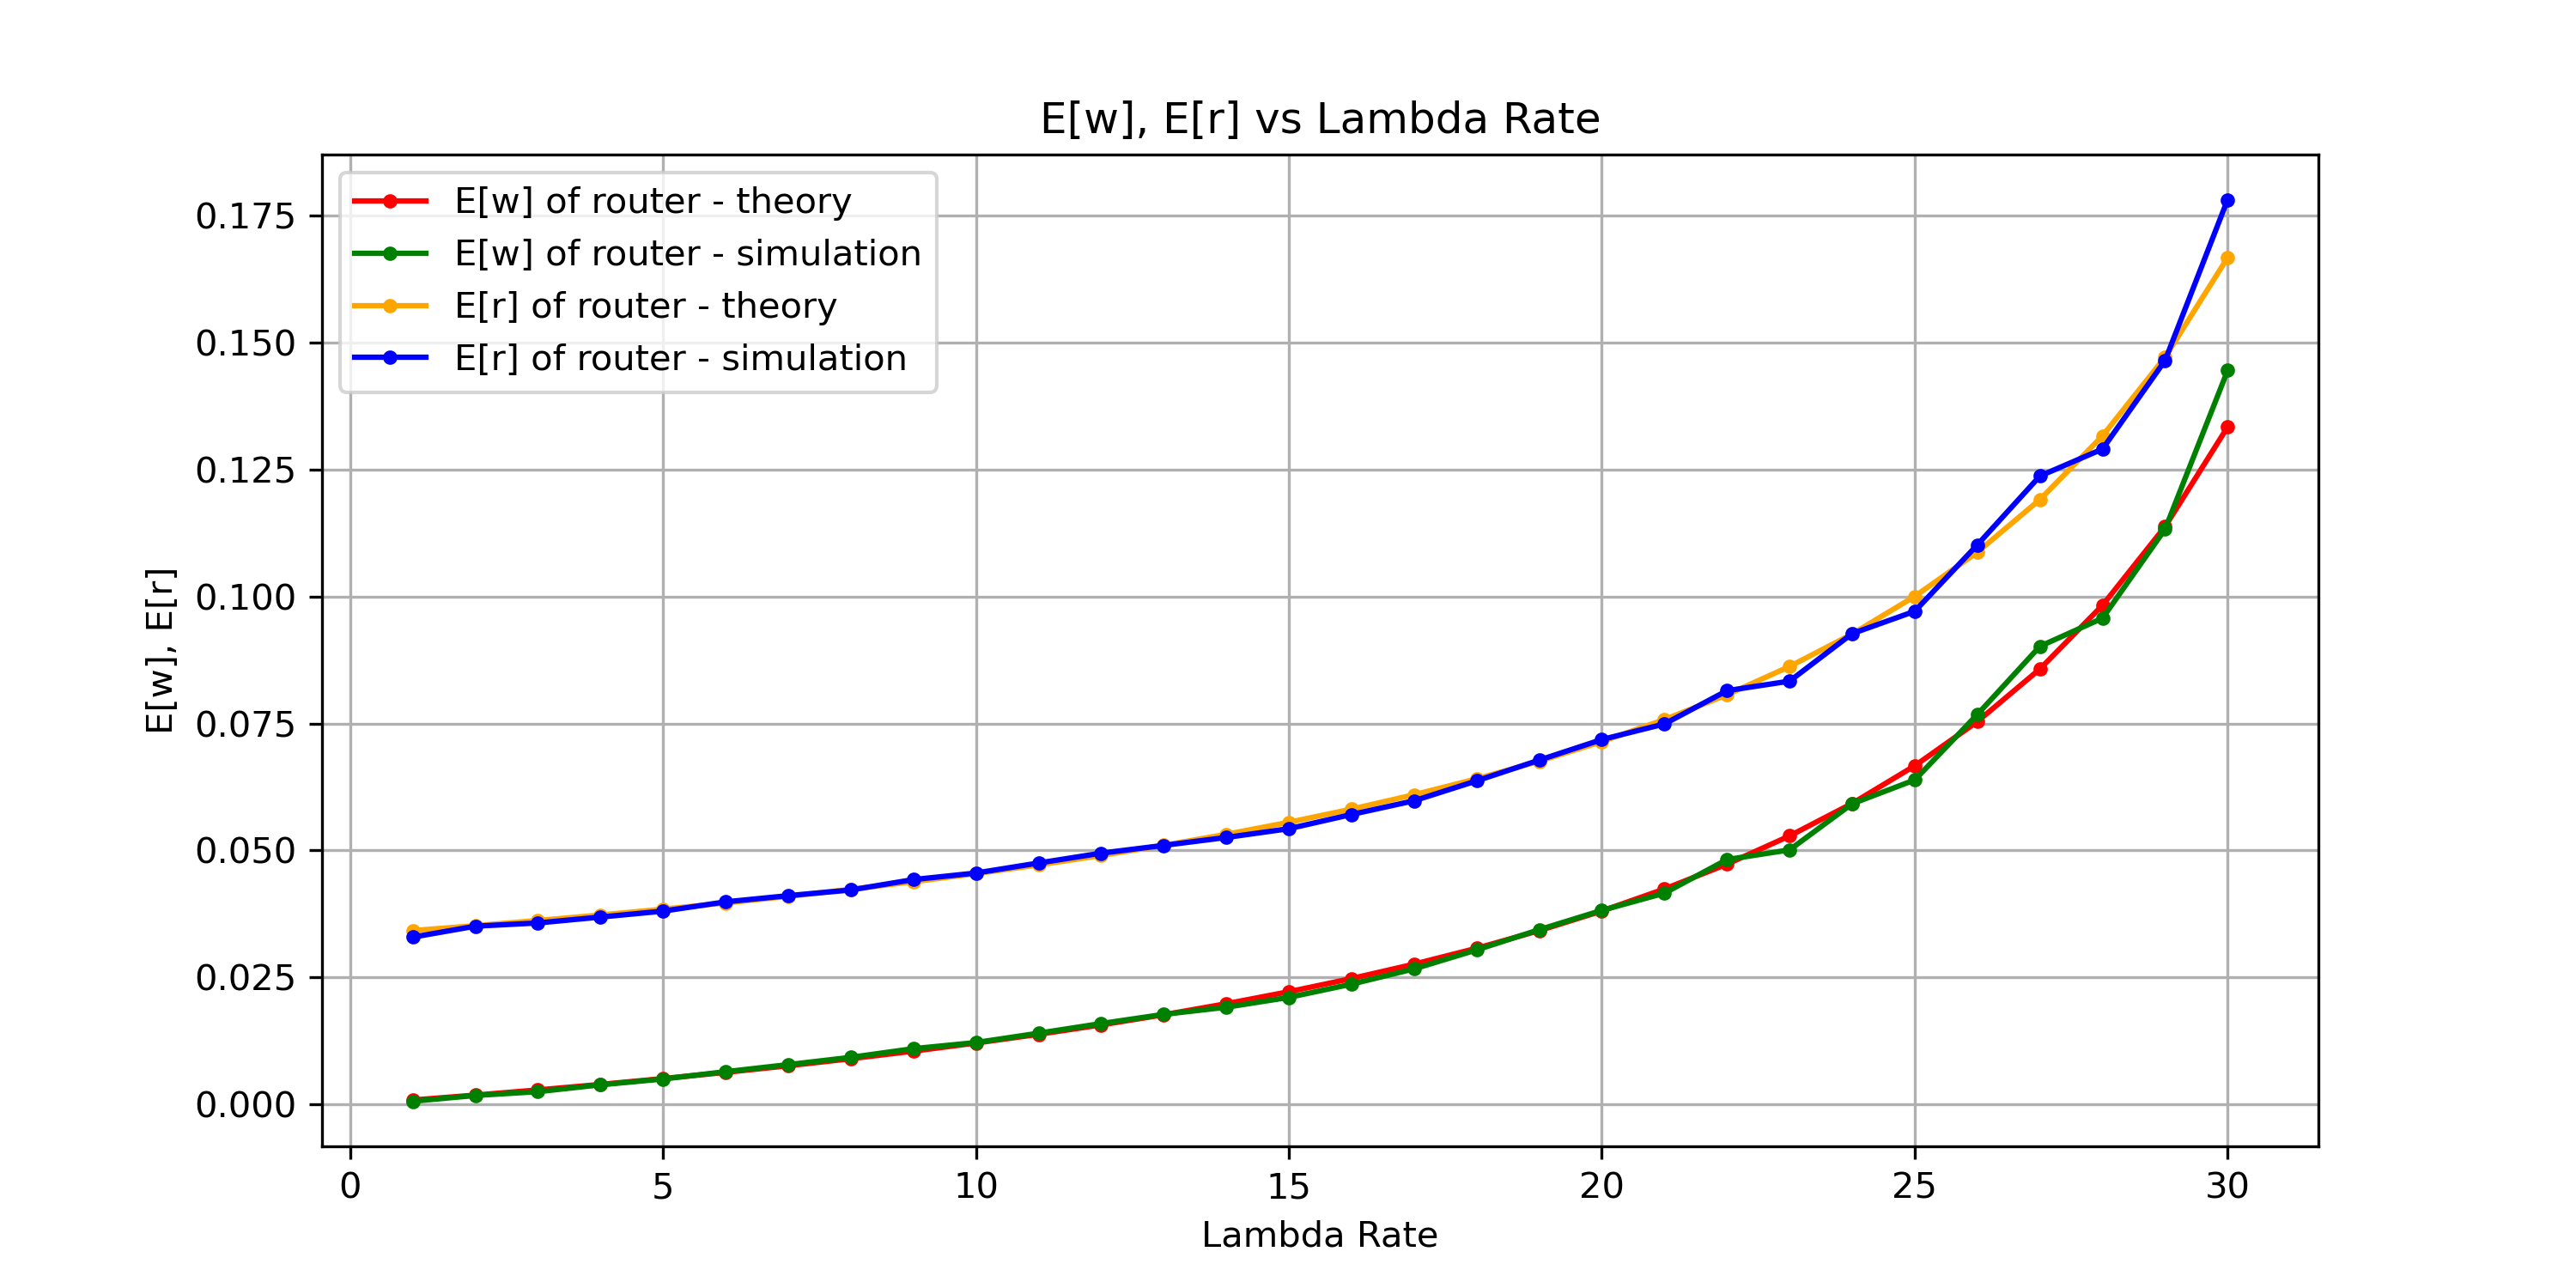 E[w], E[r] vs Lambda Rate
E[w] of router - theory
E[w] of router - simulation
E[r] of router - theory
E[r] of router - simulation
0.175
0.150
0.125
0.100
0.075
0.050
0.025
0.000
E[w], E[r]
0 5 10 15 20 25 30
Lambda Rate